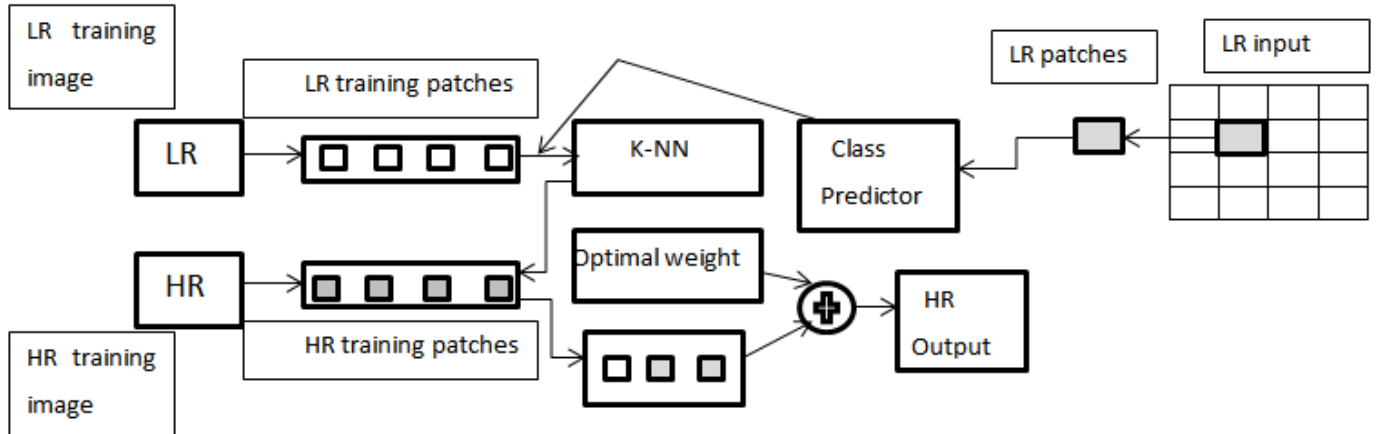 LR training
image
LR training patches
LR patches
LR input
LR
K-NN
Class
Predictor
HR
Optimal weight
HR
Output
HR training patches
HR training
image